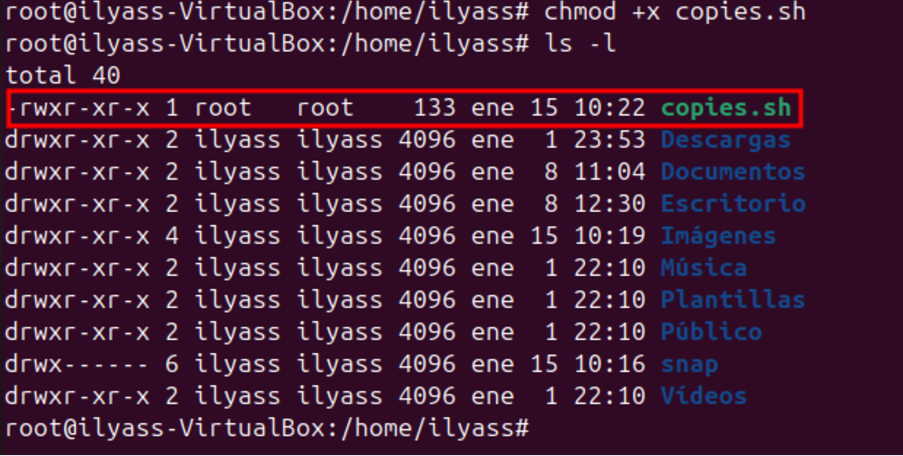 root@ilyass-VirtualBox:/home/ilyass# chmod +x copies.sh
root@ilyass-VirtualBox:/home/ilyass# ls -l
total 40
-rwxr-xr-x 1 root   root    133 ene 15 10:22 copies.sh
drwxr-xr-x 2 ilyass ilyass 4096 ene  1 23:53 Descargas
drwxr-xr-x 2 ilyass ilyass 4096 ene  8 11:04 Documentos
drwxr-xr-x 2 ilyass ilyass 4096 ene  8 12:30 Escritorio
drwxr-xr-x 4 ilyass ilyass 4096 ene 15 10:19 Imágenes
drwxr-xr-x 2 ilyass ilyass 4096 ene  1 22:10 Música
drwxr-xr-x 2 ilyass ilyass 4096 ene  1 22:10 Plantillas
drwxr-xr-x 2 ilyass ilyass 4096 ene  1 22:10 Público
drwx------ 6 ilyass ilyass 4096 ene 15 10:16 snap
drwxr-xr-x 2 ilyass ilyass 4096 ene  1 22:10 Vídeos
root@ilyass-VirtualBox:/home/ilyass#